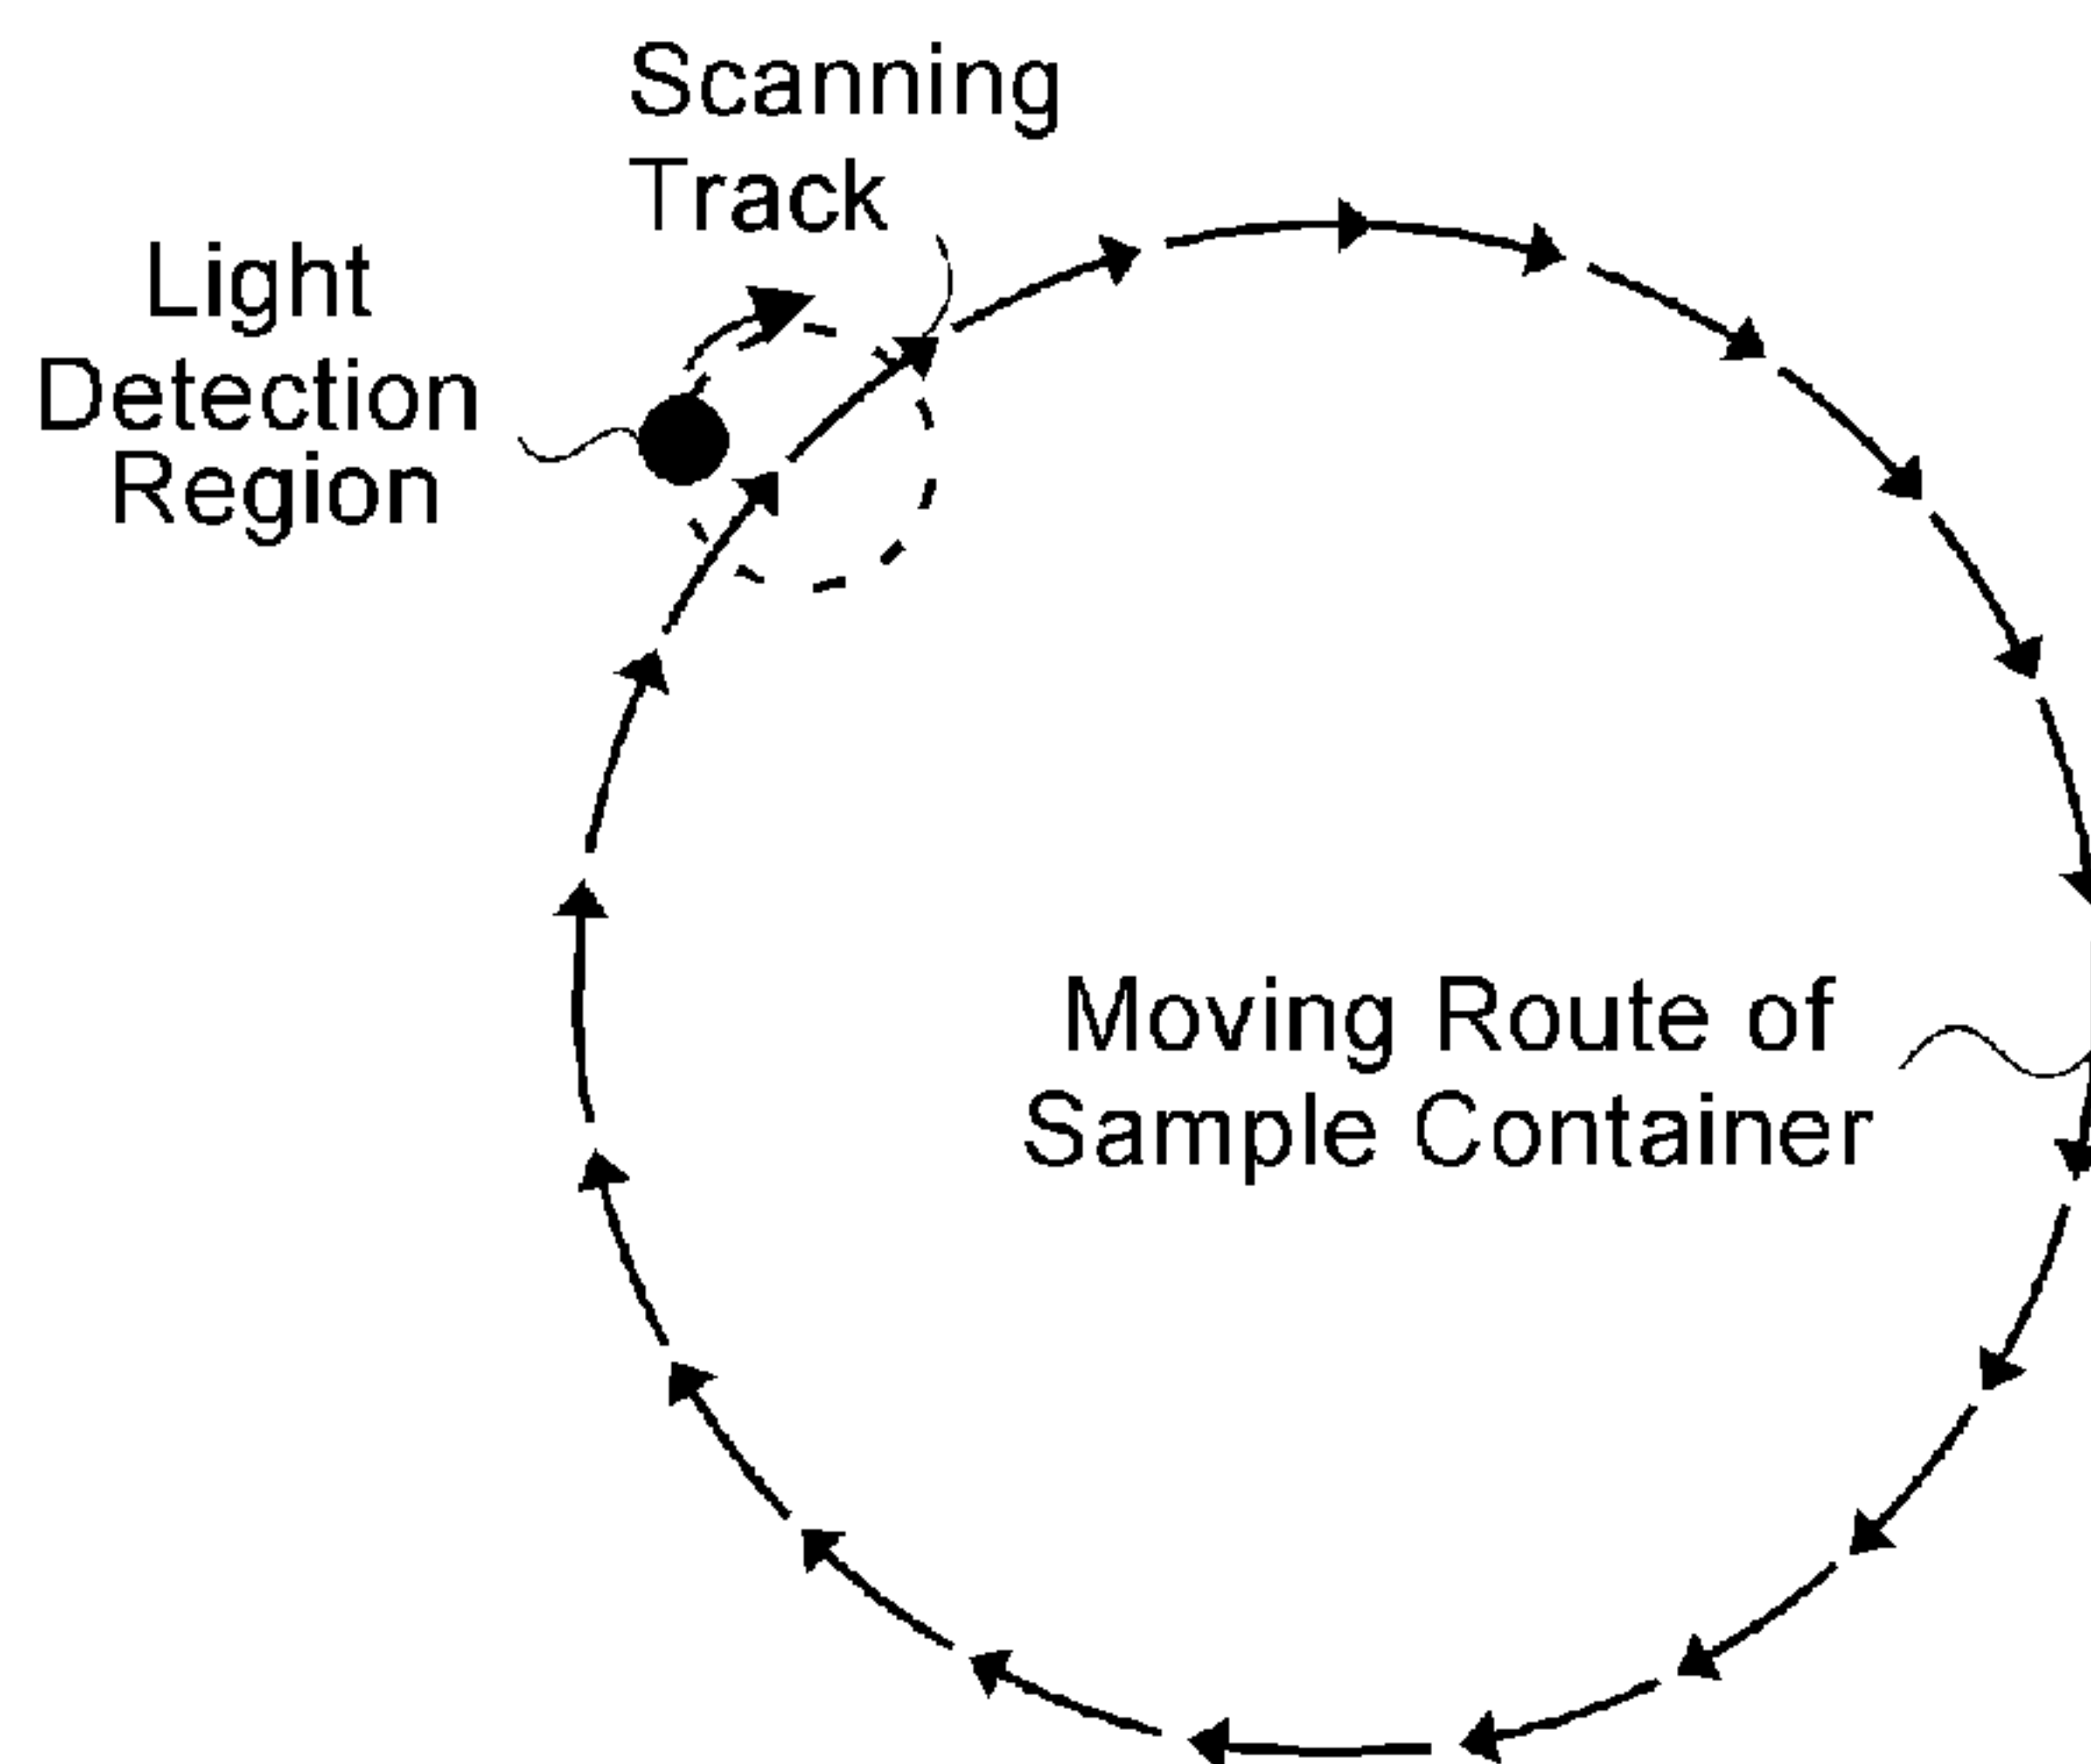 Scanning
Track
Light
Detection
Region
Moving Route of
Sample Container